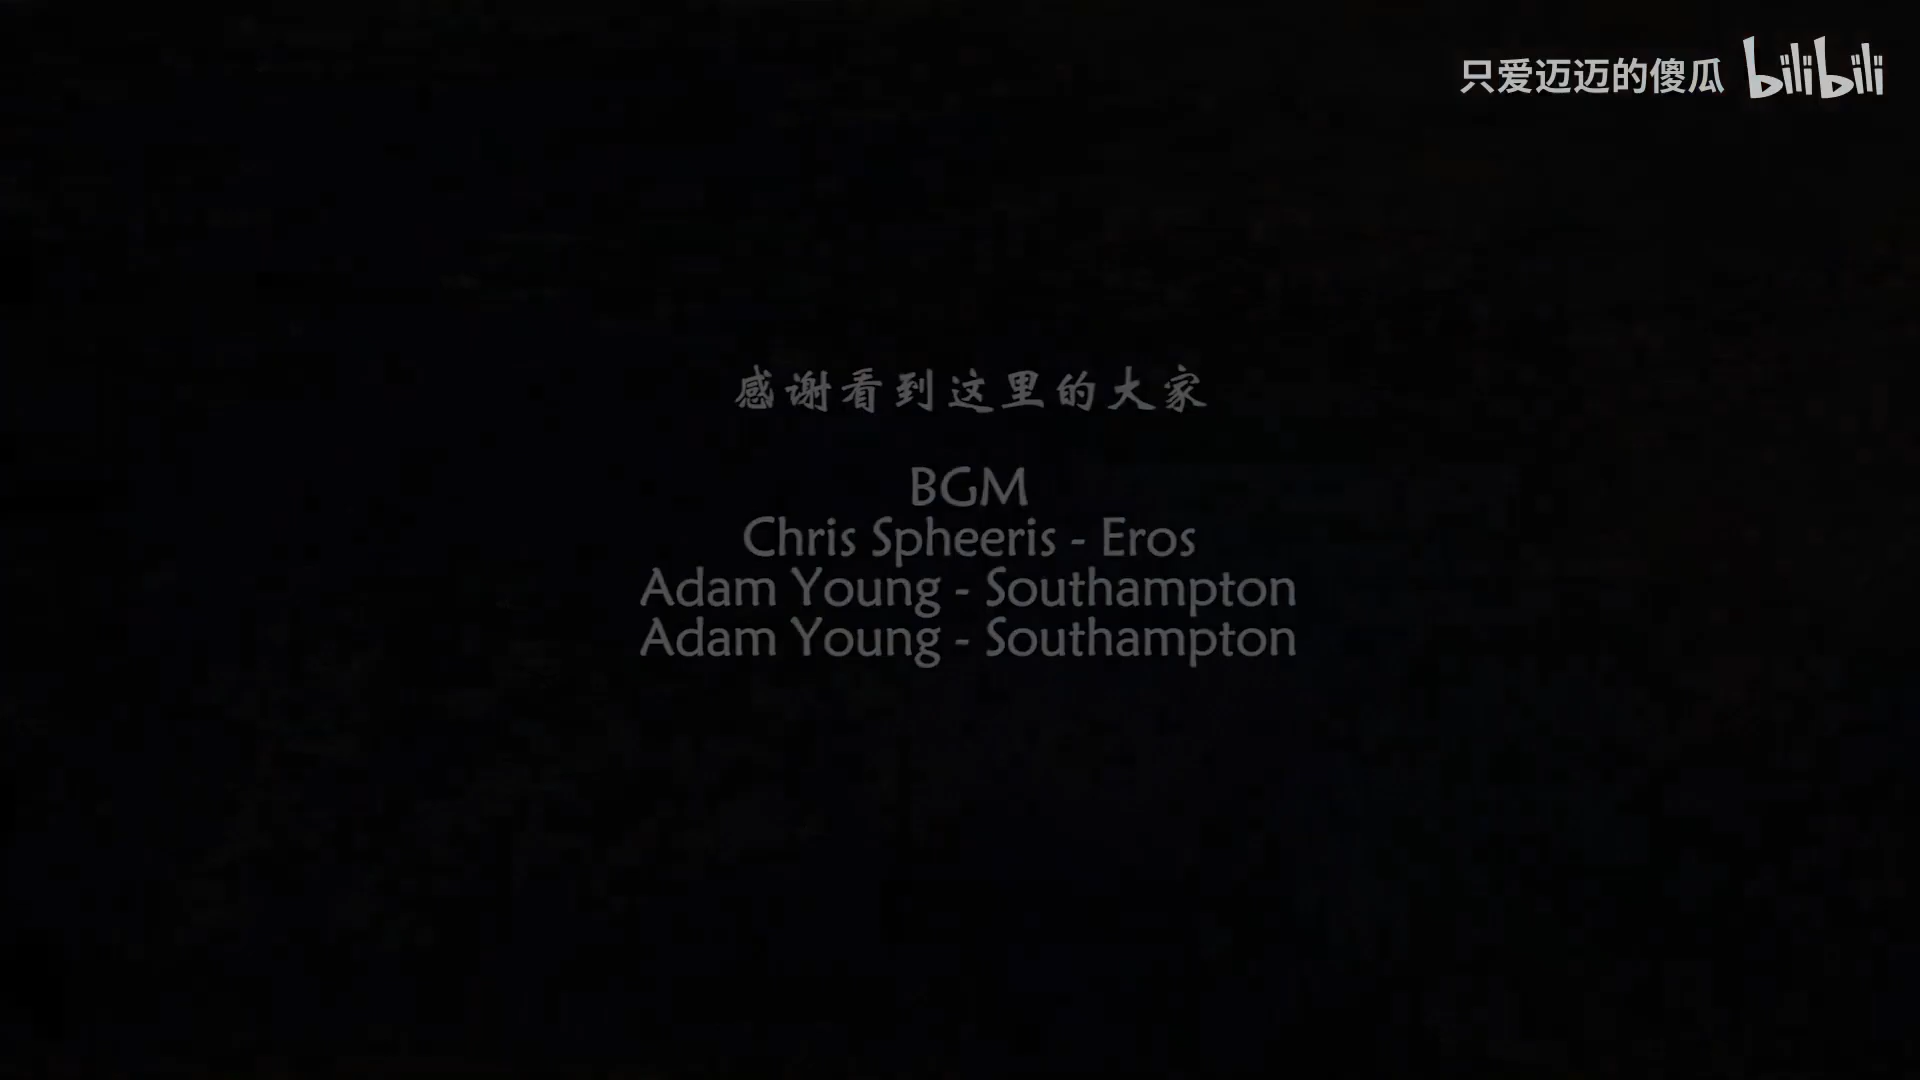 只爱迈迈的傻瓜 bilibili
感谢看到这里的大家
BGM
Chris Spheeris - Eros
Adam Young - Southampton
Adam Young - Southampton